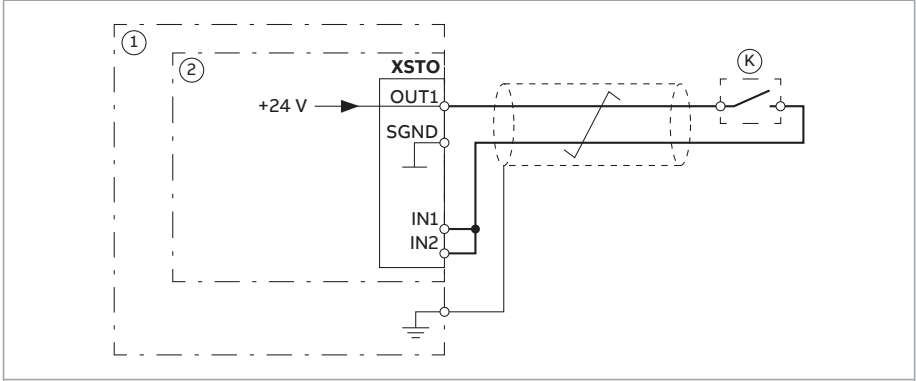 1
2
XSTO
K
+24 V
OUT1
SGND
IN1
IN2